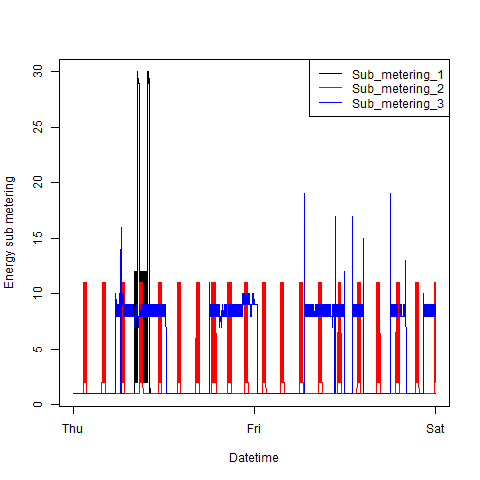 Sub_metering_1
Sub_metering_2
Sub_metering_3
Energy sub metering
30
25
20
15
10
5
0
Thu Fri Sat
Datetime